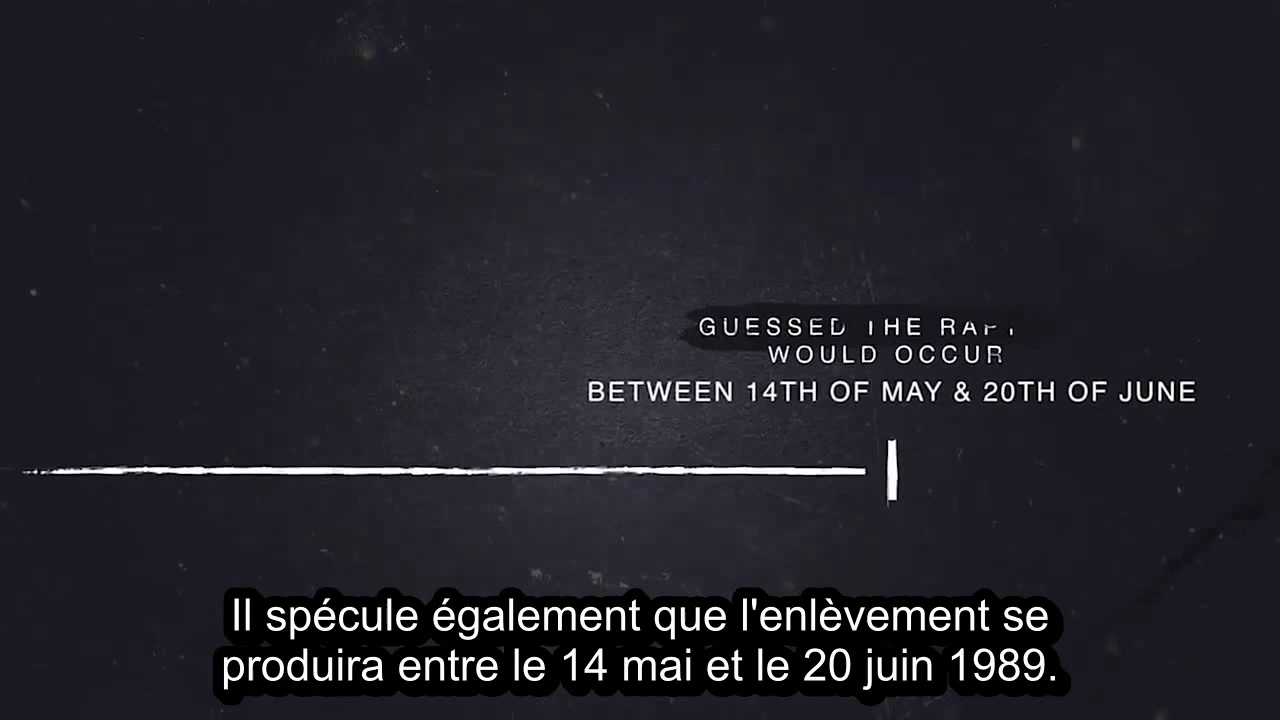 GUESSED THE
WOULD OCCUR
BETWEEN 14TH OF MAY & 20TH OF JUNE
Il spécule également que l'enlèvement se
produira entre le 14 mai et le 20 juin 1989.